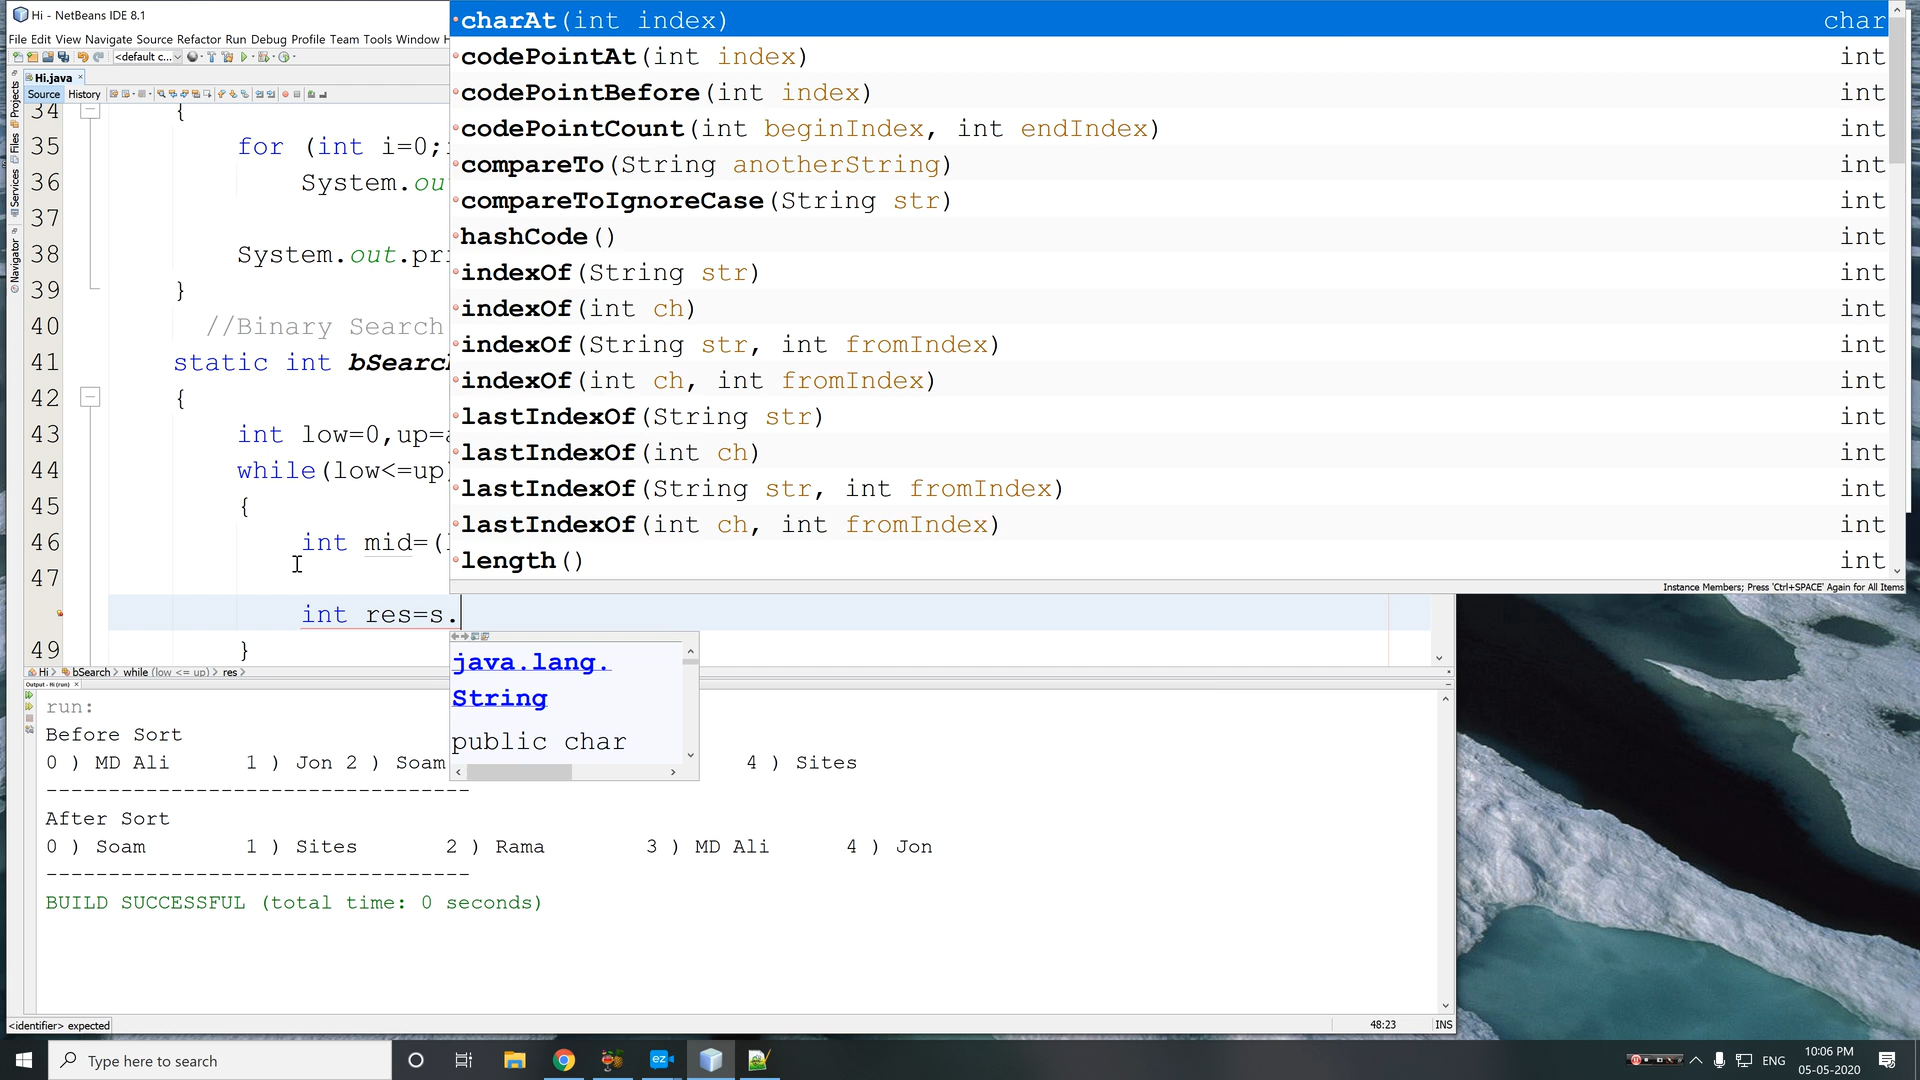 Hi - NetBeans IDE 8.1
File Edit View Navigate Source Refactor Run Debug Profile Team Tools Window H
<default c...
Hi.java
Source History
Projects
Files
Services
Navigator
34 {
35 for (int i=0;
36 System.ou
37
38 System.out.pri
39 }
40 //Binary Search
41 static int bSearch
42 {
43 int low=0,up=a
44 while(low<=up)
45 {
46 int mid=(
47
int res=s.
49 }
charAt(int index) char
codePointAt(int index) int
codePointBefore(int index) int
codePointCount(int beginIndex, int endIndex) int
compareTo(String anotherString) int
compareToIgnoreCase(String str) int
hashCode() int
indexOf(String str) int
indexOf(int ch) int
indexOf(String str, int fromIndex) int
indexOf(int ch, int fromIndex) int
lastIndexOf(String str) int
lastIndexOf(int ch) int
lastIndexOf(String str, int fromIndex) int
lastIndexOf(int ch, int fromIndex) int
length() int
Instance Members; Press 'Ctrl+SPACE' Again for All Items
java.lang.
String
public char
Hi bSearch while (low <= up) res
Output - Hi (run)
run:
Before Sort
0 ) MD Ali 1 ) Jon 2 ) Soam 4 ) Sites
----------------------------------
After Sort
0 ) Soam 1 ) Sites 2 ) Rama 3 ) MD Ali 4 ) Jon
----------------------------------
BUILD SUCCESSFUL (total time: 0 seconds)
<identifier> expected 48:23 INS
Type here to search
ez
ENG
10:06 PM
05-05-2020